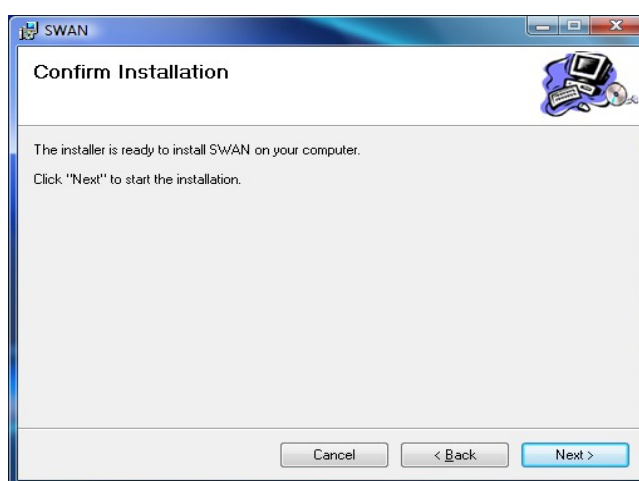 SWAN
Confirm Installation
The installer is ready to install SWAN on your computer.
Click "Next" to start the installation.
Cancel
< Back
Next >